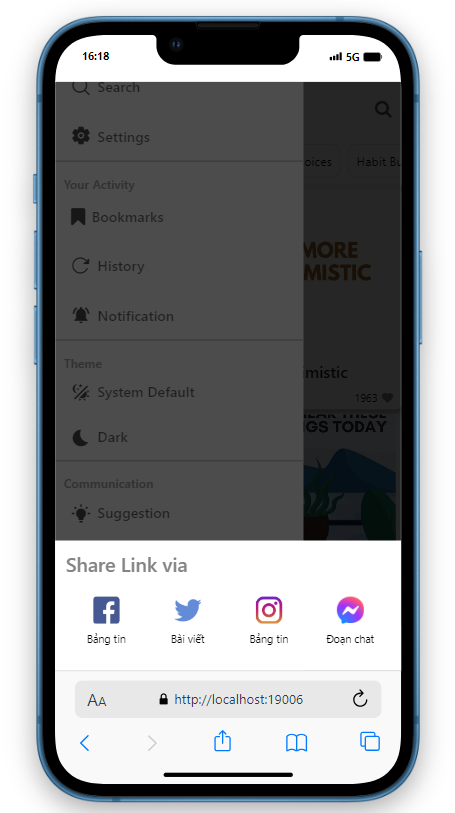 16:18
5G
Search
Settings
oices
Habit Bu
Your Activity
Bookmarks
MORE
MISTIC
History
Notification
Theme
mistic
System Default
1963
NGS TODAY
Dark
Communication
Suggestion
Share Link via
Bảng tin
Bài viết
Bảng tin
Đoạn chat
AA
http://localhost:19006